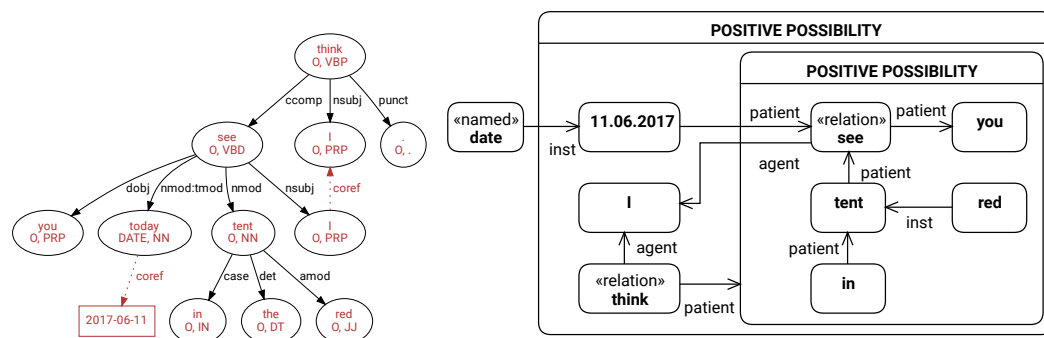 think
O, VBP
ccomp
nsubj
punct
see
O, VBD
I
O, PRP
.
O, .
dobj
nmod:tmod
nmod
nsubj
coref
you
O, PRP
today
DATE, NN
tent
O, NN
I
O, PRP
coref
case
det
amod
2017-06-11
in
O, IN
the
O, DT
red
O, JJ
POSITIVE POSSIBILITY
POSITIVE POSSIBILITY
«named»
date
inst
11.06.2017
patient
«relation»
see
patient
you
agent
patient
I
tent
inst
red
agent
patient
«relation»
think
patient
in